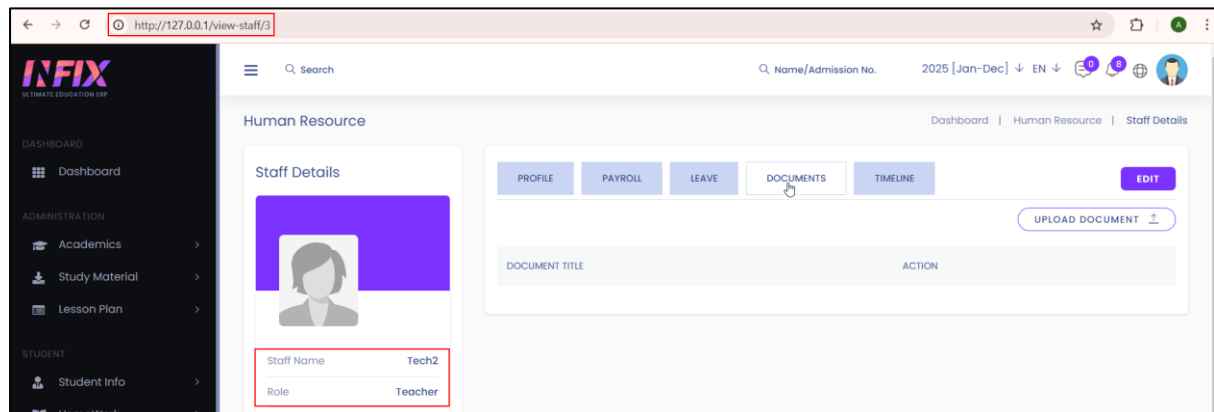 http://127.0.0.1/view-staff/3
A
INFIX
ULTIMATE EDUCATION ERP
Search
Name/Admission No.
2025 [Jan-Dec]
EN
0
8
Human Resource
Dashboard | Human Resource | Staff Details
DASHBOARD
Dashboard
ADMINISTRATION
Academics
Study Material
Lesson Plan
STUDENT
Student Info
Staff Details
Staff Name Tech2
Role Teacher
PROFILE PAYROLL LEAVE DOCUMENTS TIMELINE
EDIT
UPLOAD DOCUMENT
DOCUMENT TITLE ACTION